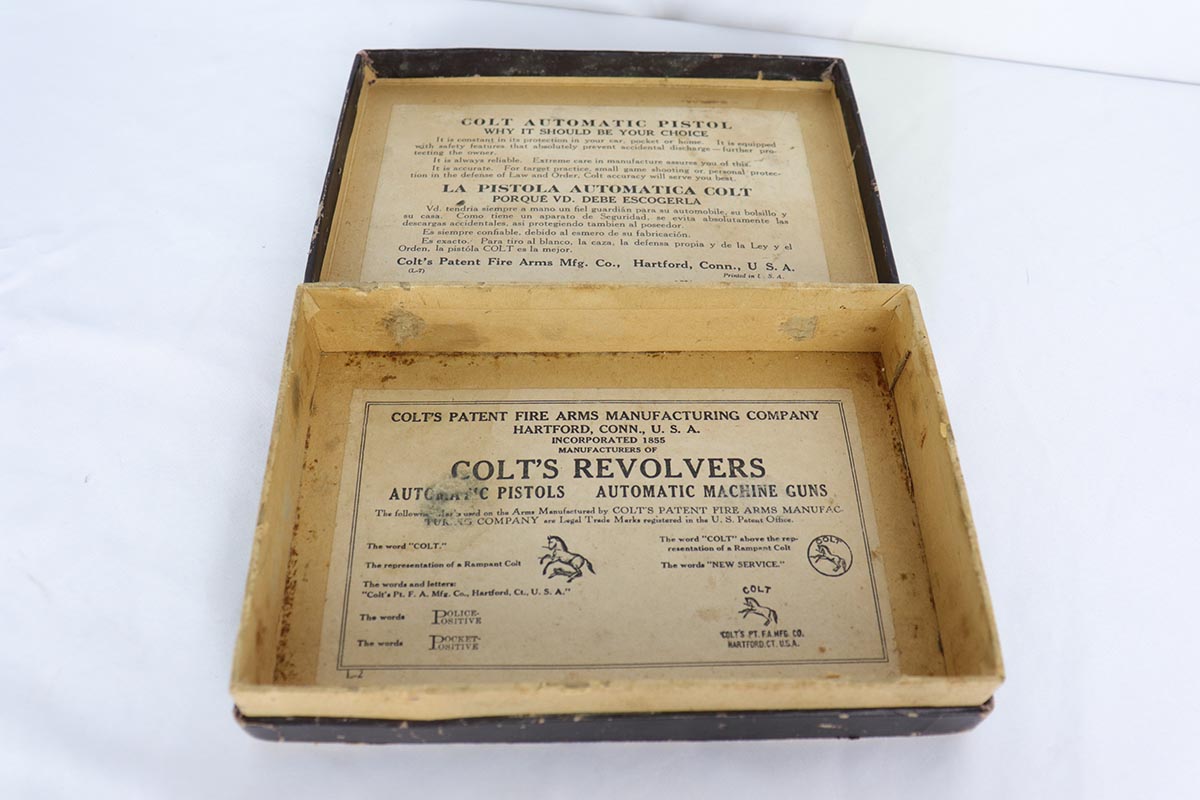 COLT AUTOMATIC PISTOL
WHY IT SHOULD BE YOUR CHOICE
It is constant in its protection in your car, pocket or home. It is equipped
with safety features that absolutely prevent accidental discharge—further pro-
tecting the owner.
It is always reliable. Extreme care in manufacture assures you of this.
It is accurate. For target practice, small game shooting or personal protec-
tion in the defense of Law and Order, Colt accuracy will serve you best.
LA PISTOLA AUTOMATICA COLT
PORQUÉ VD. DEBE ESCOGERLA
Vd. tendria siempre a mano un fiel guardián para su automobile, su bolsillo y
su casa. Como tiene un aparato de Seguridad, se evita absolutamente las
descargas accidentales, asi protegiendo tambien al poseedor.
Es siempre confiable, debido al esmero de su fabricación.
Es exacto. Para tiro al blanco, la caza, la defensa propia y de la Ley y el
Orden, la pistóla COLT es la mejor.
Colt's Patent Fire Arms Mfg. Co., Hartford, Conn., U. S. A.
(L-2) Printed in U. S. A.
COLT'S PATENT FIRE ARMS MANUFACTURING COMPANY
HARTFORD, CONN., U. S. A.
INCORPORATED 1855
MANUFACTURERS OF
COLT'S REVOLVERS
AUTOMATIC PISTOLS AUTOMATIC MACHINE GUNS
The following used on the Arms Manufactured by COLT'S PATENT FIRE ARMS MANUFAC-
TURING COMPANY are Legal Trade Marks registered in the U. S. Patent Office.
The word "COLT."
The representation of a Rampant Colt
The words and letters:
"Colt's Pt. F. A. Mfg. Co., Hartford, Ct., U. S. A."
The words POLICE-POSITIVE
The words POCKET-POSITIVE
The word "COLT" above the rep-
resentation of a Rampant Colt
The words "NEW SERVICE."
COLT
COLT
COLT'S PT. F.A. MFG. CO.
HARTFORD. CT. U.S.A.
L-2